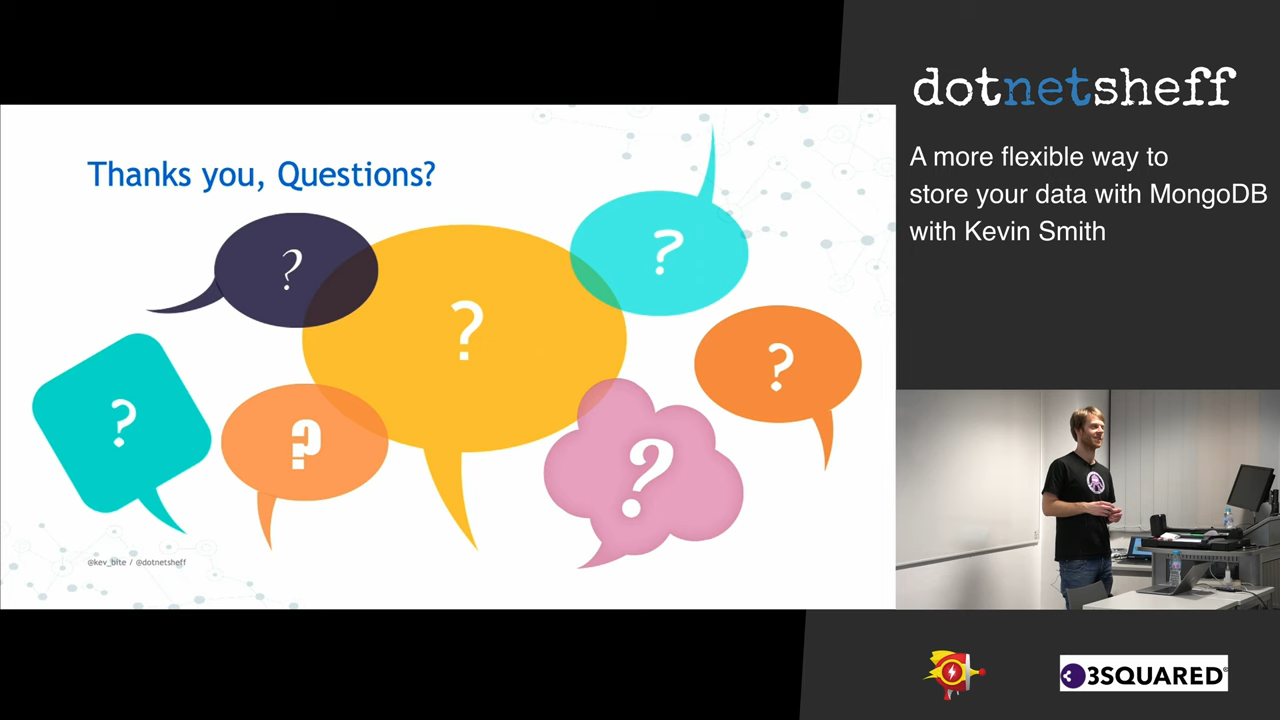 dotnetsheff
A more flexible way to
store your data with MongoDB
with Kevin Smith
Thanks you, Questions?
?
?
?
?
?
?
?
@kev_bite / @dotnetsheff
3SQUARED